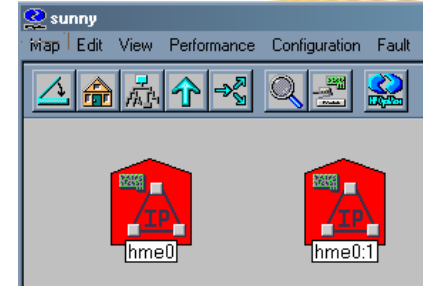 sunny
Map Edit View Performance Configuration Fault
IP IP
hme0 hme0:1